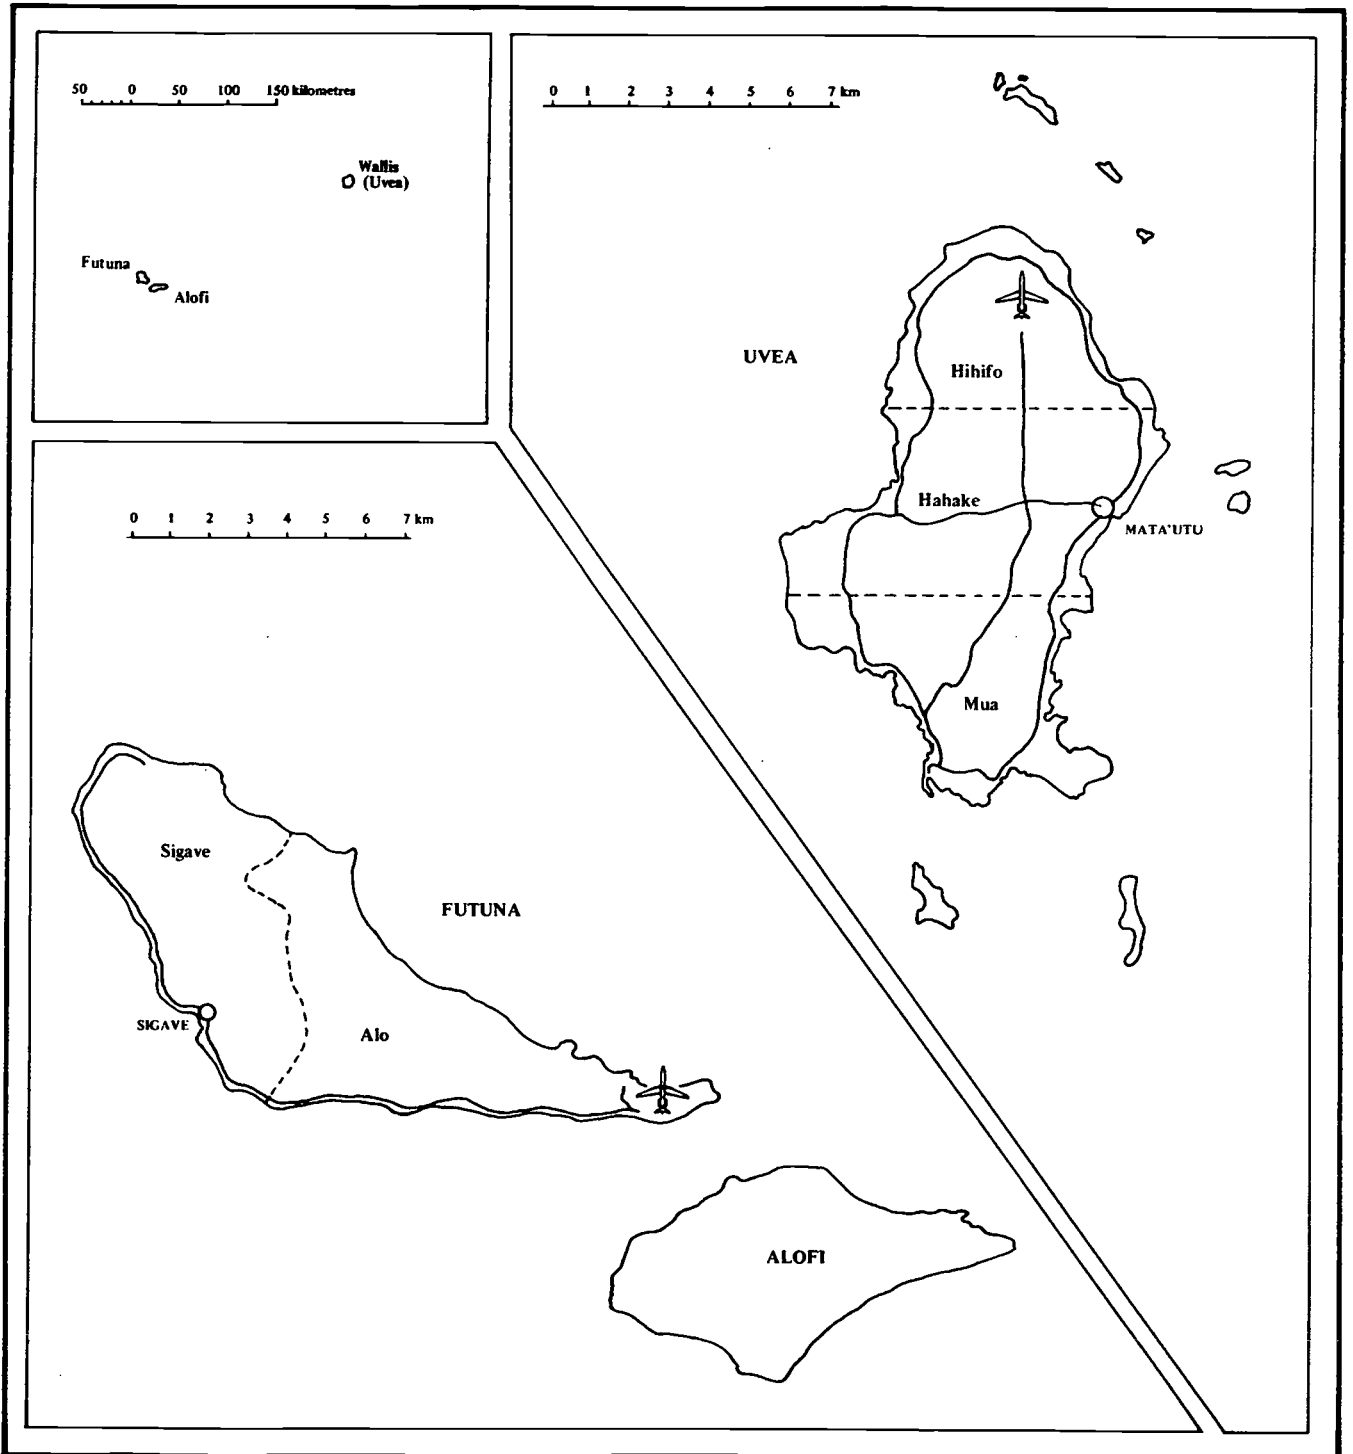 50 0 50 100 150 kilometres
Wallis
(Uvea)
Futuna
Alofi
0 1 2 3 4 5 6 7 km
UVEA
Hihifo
Hahake
MATA'UTU
Mua
0 1 2 3 4 5 6 7 km
Sigave
FUTUNA
SIGAVE
Alo
ALOFI